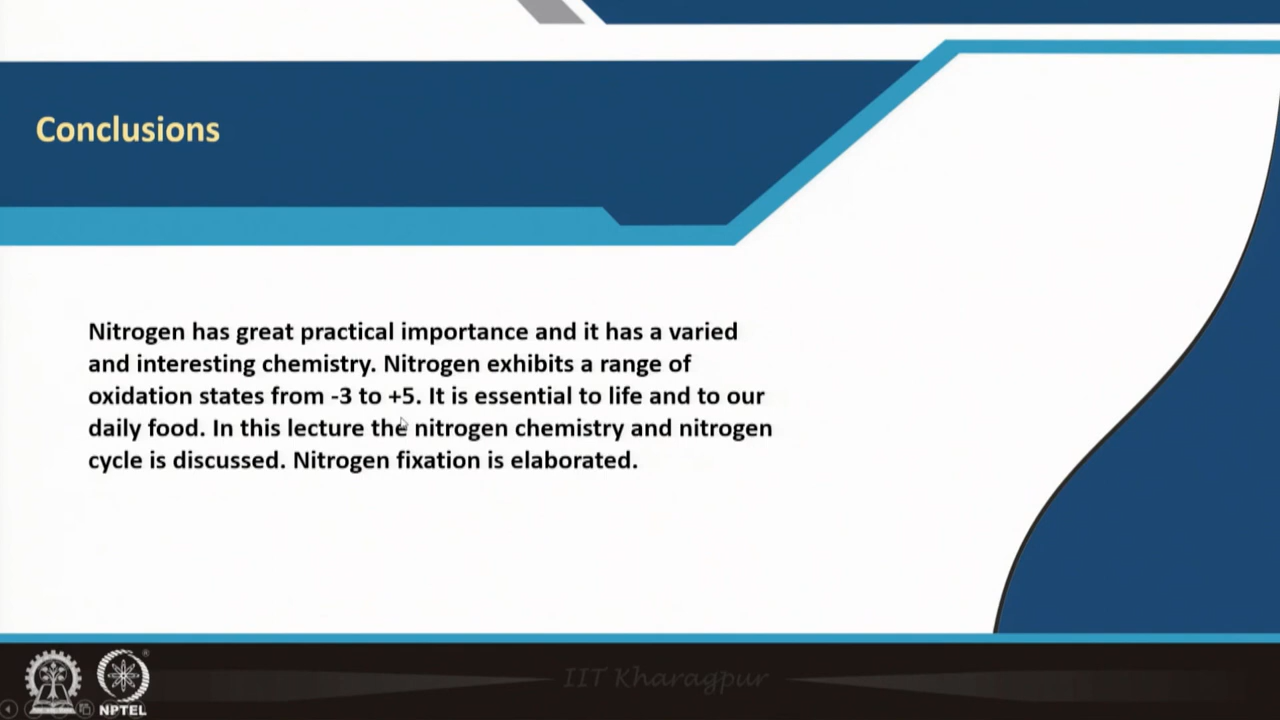 Conclusions
Nitrogen has great practical importance and it has a varied
and interesting chemistry. Nitrogen exhibits a range of
oxidation states from -3 to +5. It is essential to life and to our
daily food. In this lecture the nitrogen chemistry and nitrogen
cycle is discussed. Nitrogen fixation is elaborated.
IIT Kharagpur
NPTEL